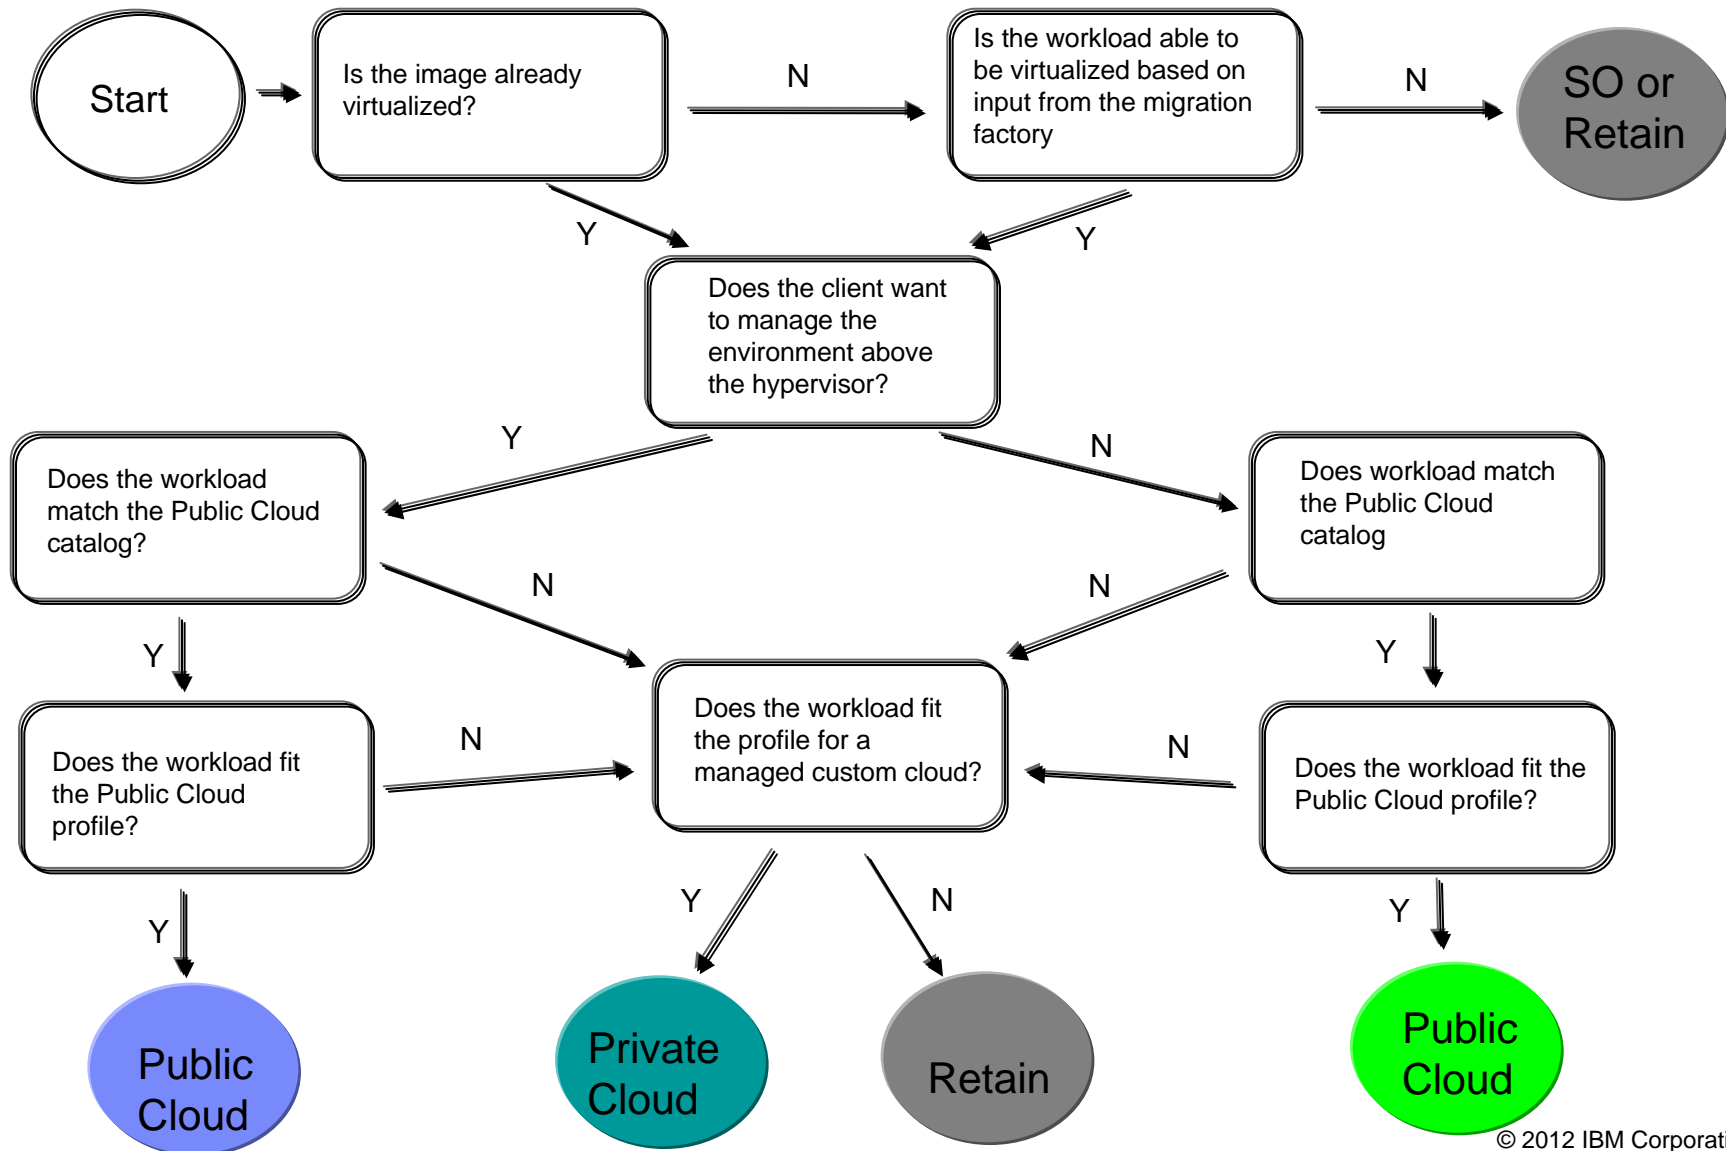 Start
Is the image already
virtualized?
N
Is the workload able to
be virtualized based on
input from the migration
factory
N
SO or
Retain
Y
Y
Does the client want
to manage the
environment above
the hypervisor?
Y
N
Does the workload
match the Public Cloud
catalog?
Does workload match
the Public Cloud
catalog
N
N
Y
Y
Does the workload fit
the Public Cloud
profile?
N
Does the workload fit
the profile for a
managed custom cloud?
N
Does the workload fit the
Public Cloud profile?
Y
Y
N
Y
Public
Cloud
Private
Cloud
Retain
Public
Cloud
© 2012 IBM Corporati